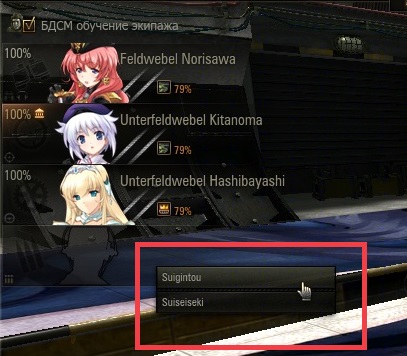 БДСМ обучение экипажа
100%
Feldwebel Norisawa
79%
100%
Unterfeldwebel Kitanoma
79%
100%
Unterfeldwebel Hashibayashi
79%
Suigintou
Suiseiseki